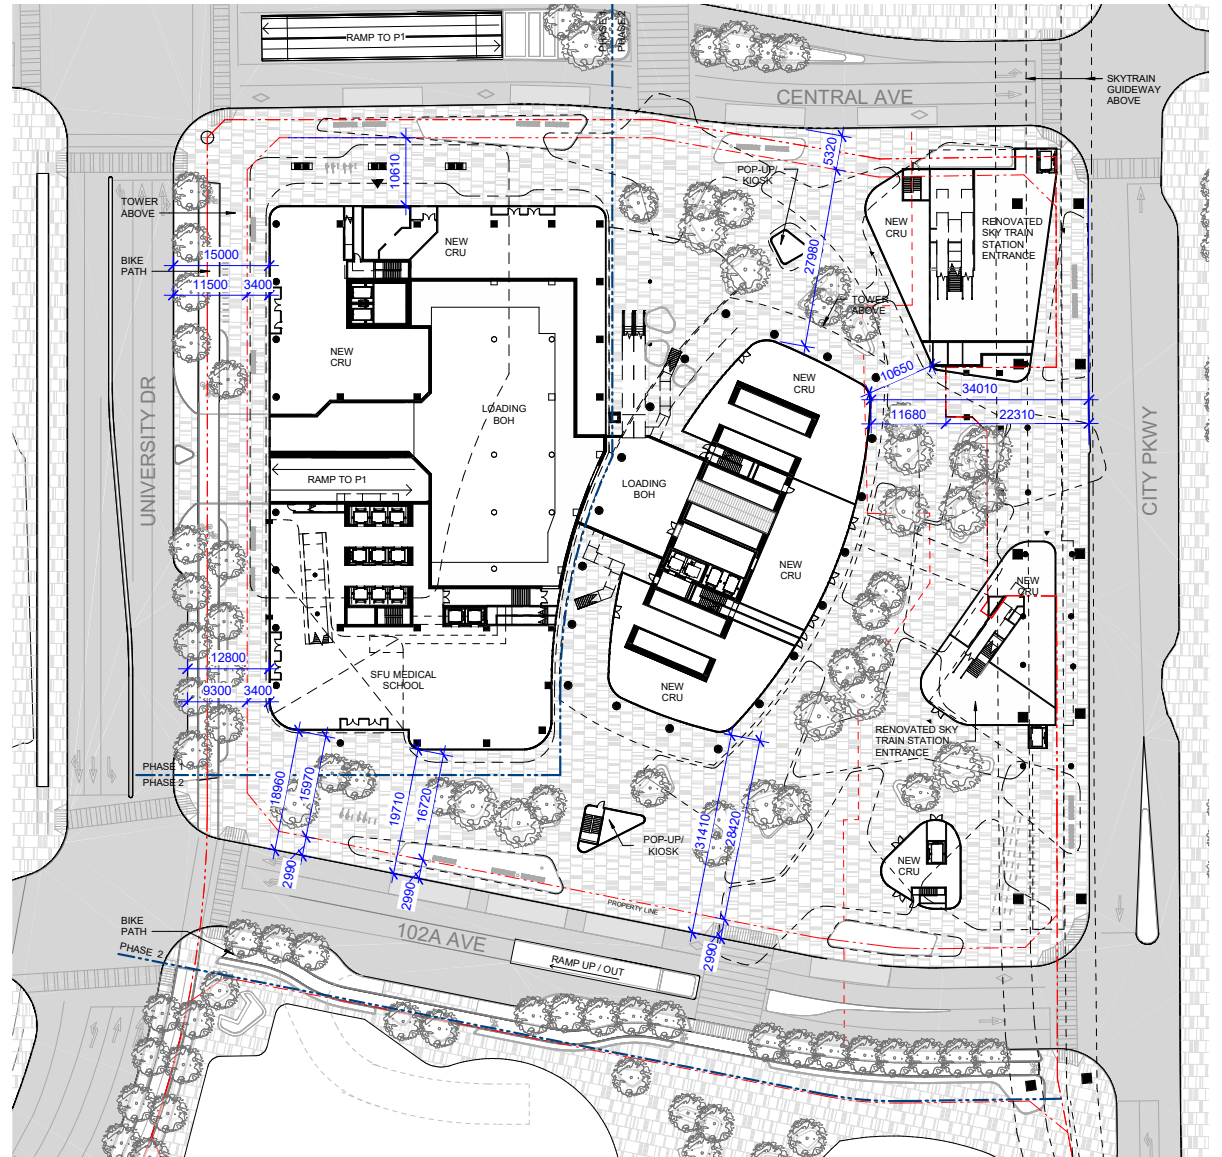 RAMP TO P1
PHASE 1
PHASE 2
CENTRAL AVE
SKYTRAIN
GUIDEWAY
ABOVE
5320
10610
POP-UP/
KIOSK
TOWER
ABOVE
NEW
CRU
RENOVATED
SKY TRAIN
STATION
ENTRANCE
NEW
CRU
15000
BIKE
PATH
11500
3400
27980
TOWER
ABOVE
NEW
CRU
10650
NEW
CRU
34010
11680
22310
UNIVERSITY DR
LOADING
BOH
CITY PKWY
RAMP TO P1
LOADING
BOH
NEW
CRU
NEW
CRU
12800
9300
3400
SFU MEDICAL
SCHOOL
NEW
CRU
RENOVATED SKY
TRAIN STATION
ENTRANCE
PHASE 1
PHASE 2
18960
15970
19710
16720
31410
28420
POP-UP/
KIOSK
NEW
CRU
2990
2990
PROPERTY LINE
2990
BIKE
PATH
102A AVE
PHASE 2
RAMP UP / OUT